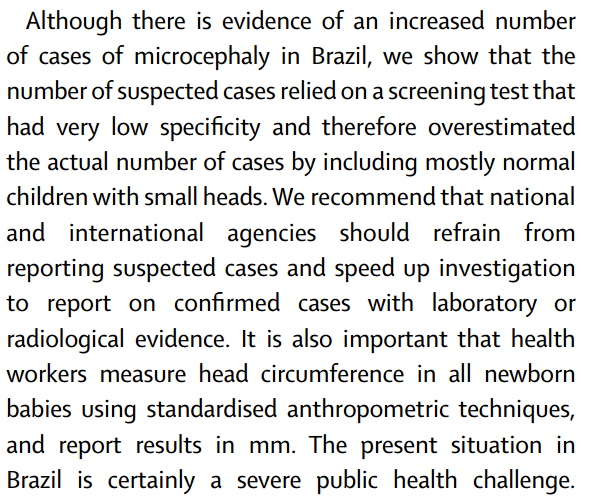 Although there is evidence of an increased number
of cases of microcephaly in Brazil, we show that the
number of suspected cases relied on a screening test that
had very low specificity and therefore overestimated
the actual number of cases by including mostly normal
children with small heads. We recommend that national
and international agencies should refrain from
reporting suspected cases and speed up investigation
to report on confirmed cases with laboratory or
radiological evidence. It is also important that health
workers measure head circumference in all newborn
babies using standardised anthropometric techniques,
and report results in mm. The present situation in
Brazil is certainly a severe public health challenge.